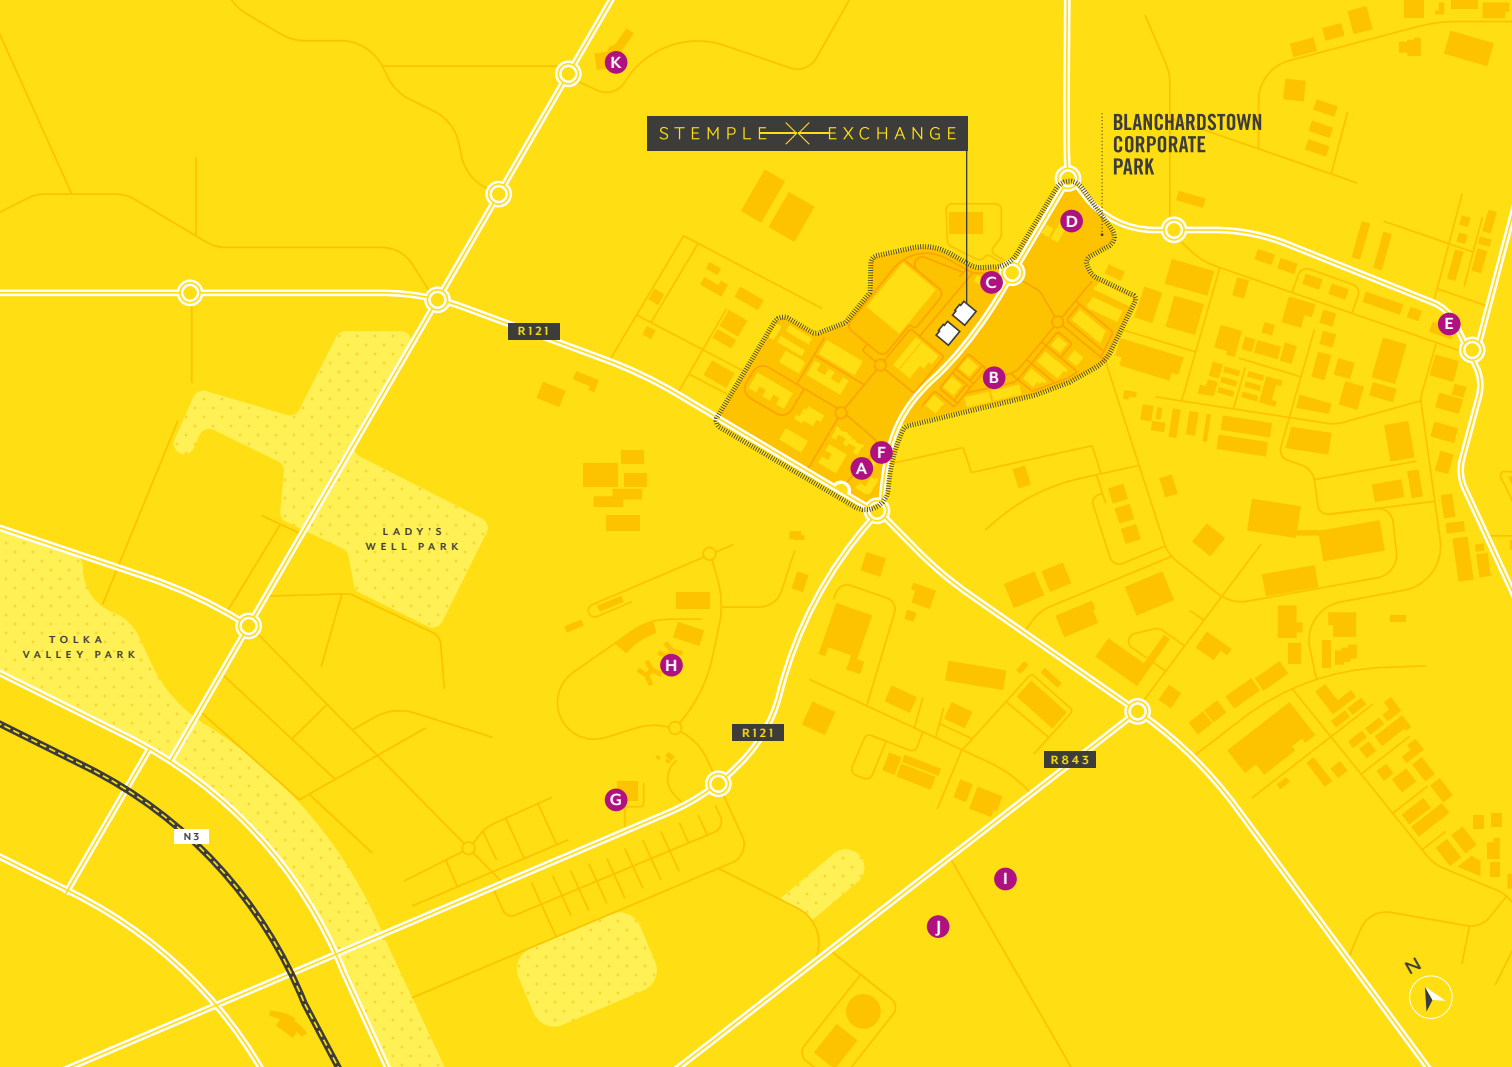 K
STEMPLE EXCHANGE
BLANCHARDSTOWN
CORPORATE
PARK
D
C
E
R121
B
F
A
LADY'S
WELL PARK
TOLKA
VALLEY PARK
H
R121
R843
G
N3
I
J
N